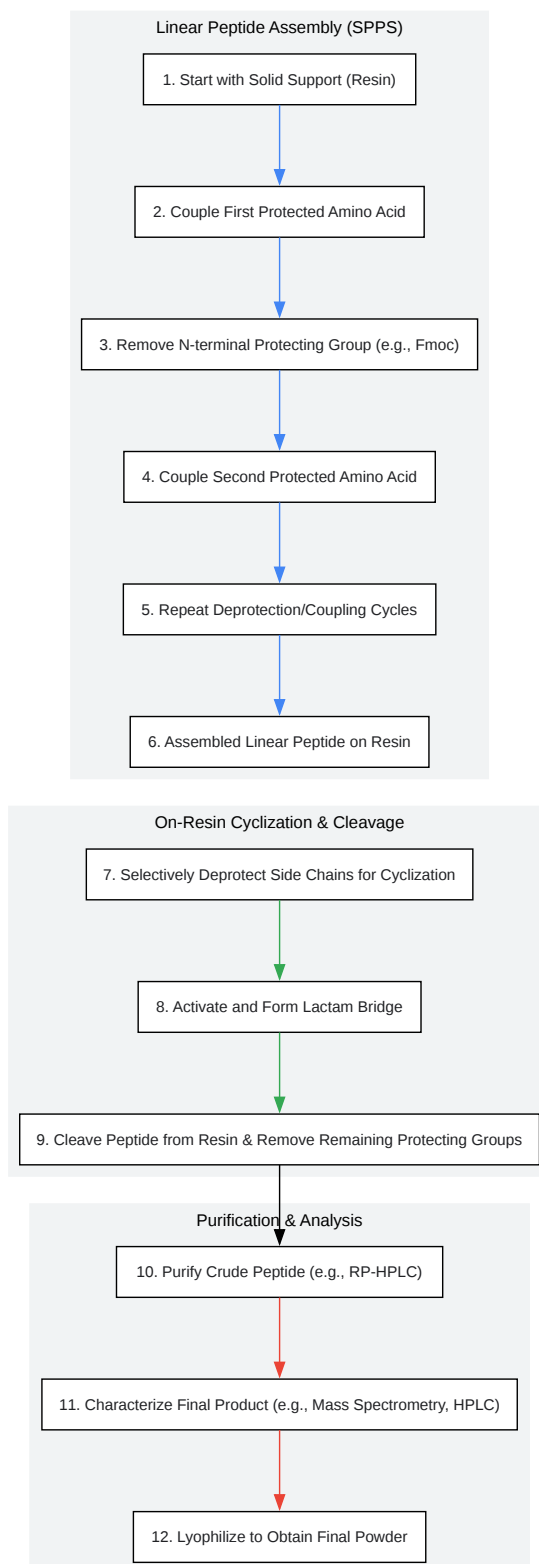 Linear Peptide Assembly (SPPS)
1. Start with Solid Support (Resin)
2. Couple First Protected Amino Acid
3. Remove N-terminal Protecting Group (e.g., Fmoc)
4. Couple Second Protected Amino Acid
5. Repeat Deprotection/Coupling Cycles
6. Assembled Linear Peptide on Resin
On-Resin Cyclization & Cleavage
7. Selectively Deprotect Side Chains for Cyclization
8. Activate and Form Lactam Bridge
9. Cleave Peptide from Resin & Remove Remaining Protecting Groups
Purification & Analysis
10. Purify Crude Peptide (e.g., RP-HPLC)
11. Characterize Final Product (e.g., Mass Spectrometry, HPLC)
12. Lyophilize to Obtain Final Powder